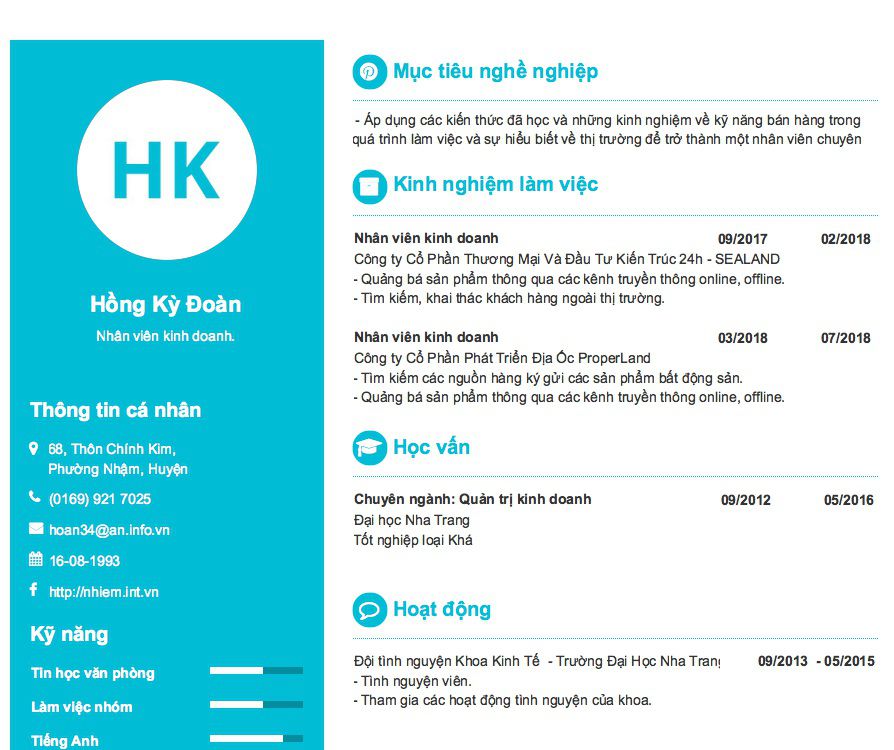 HK
Hồng Kỳ Đoàn
Nhân viên kinh doanh.
Thông tin cá nhân
68, Thôn Chính Kim,
Phường Nhậm, Huyện
(0169) 921 7025
hoan34@an.info.vn
16-08-1993
http://nhiem.int.vn
Kỹ năng
Tin học văn phòng
Làm việc nhóm
Tiếng Anh
Mục tiêu nghề nghiệp
- Áp dụng các kiến thức đã học và những kinh nghiệm về kỹ năng bán hàng trong
quá trình làm việc và sự hiểu biết về thị trường để trở thành một nhân viên chuyên
Kinh nghiệm làm việc
Nhân viên kinh doanh 09/2017 02/2018
Công ty Cổ Phần Thương Mại Và Đầu Tư Kiến Trúc 24h - SEALAND
- Quảng bá sản phẩm thông qua các kênh truyền thông online, offline.
- Tìm kiếm, khai thác khách hàng ngoài thị trường.
Nhân viên kinh doanh 03/2018 07/2018
Công ty Cổ Phần Phát Triển Địa Ốc ProperLand
- Tìm kiếm các nguồn hàng ký gửi các sản phẩm bất động sản.
- Quảng bá sản phẩm thông qua các kênh truyền thông online, offline.
Học vấn
Chuyên ngành: Quản trị kinh doanh 09/2012 05/2016
Đại học Nha Trang
Tốt nghiệp loại Khá
Hoạt động
Đội tình nguyện Khoa Kinh Tế - Trường Đại Học Nha Trang 09/2013 - 05/2015
- Tình nguyện viên.
- Tham gia các hoạt động tình nguyện của khoa.